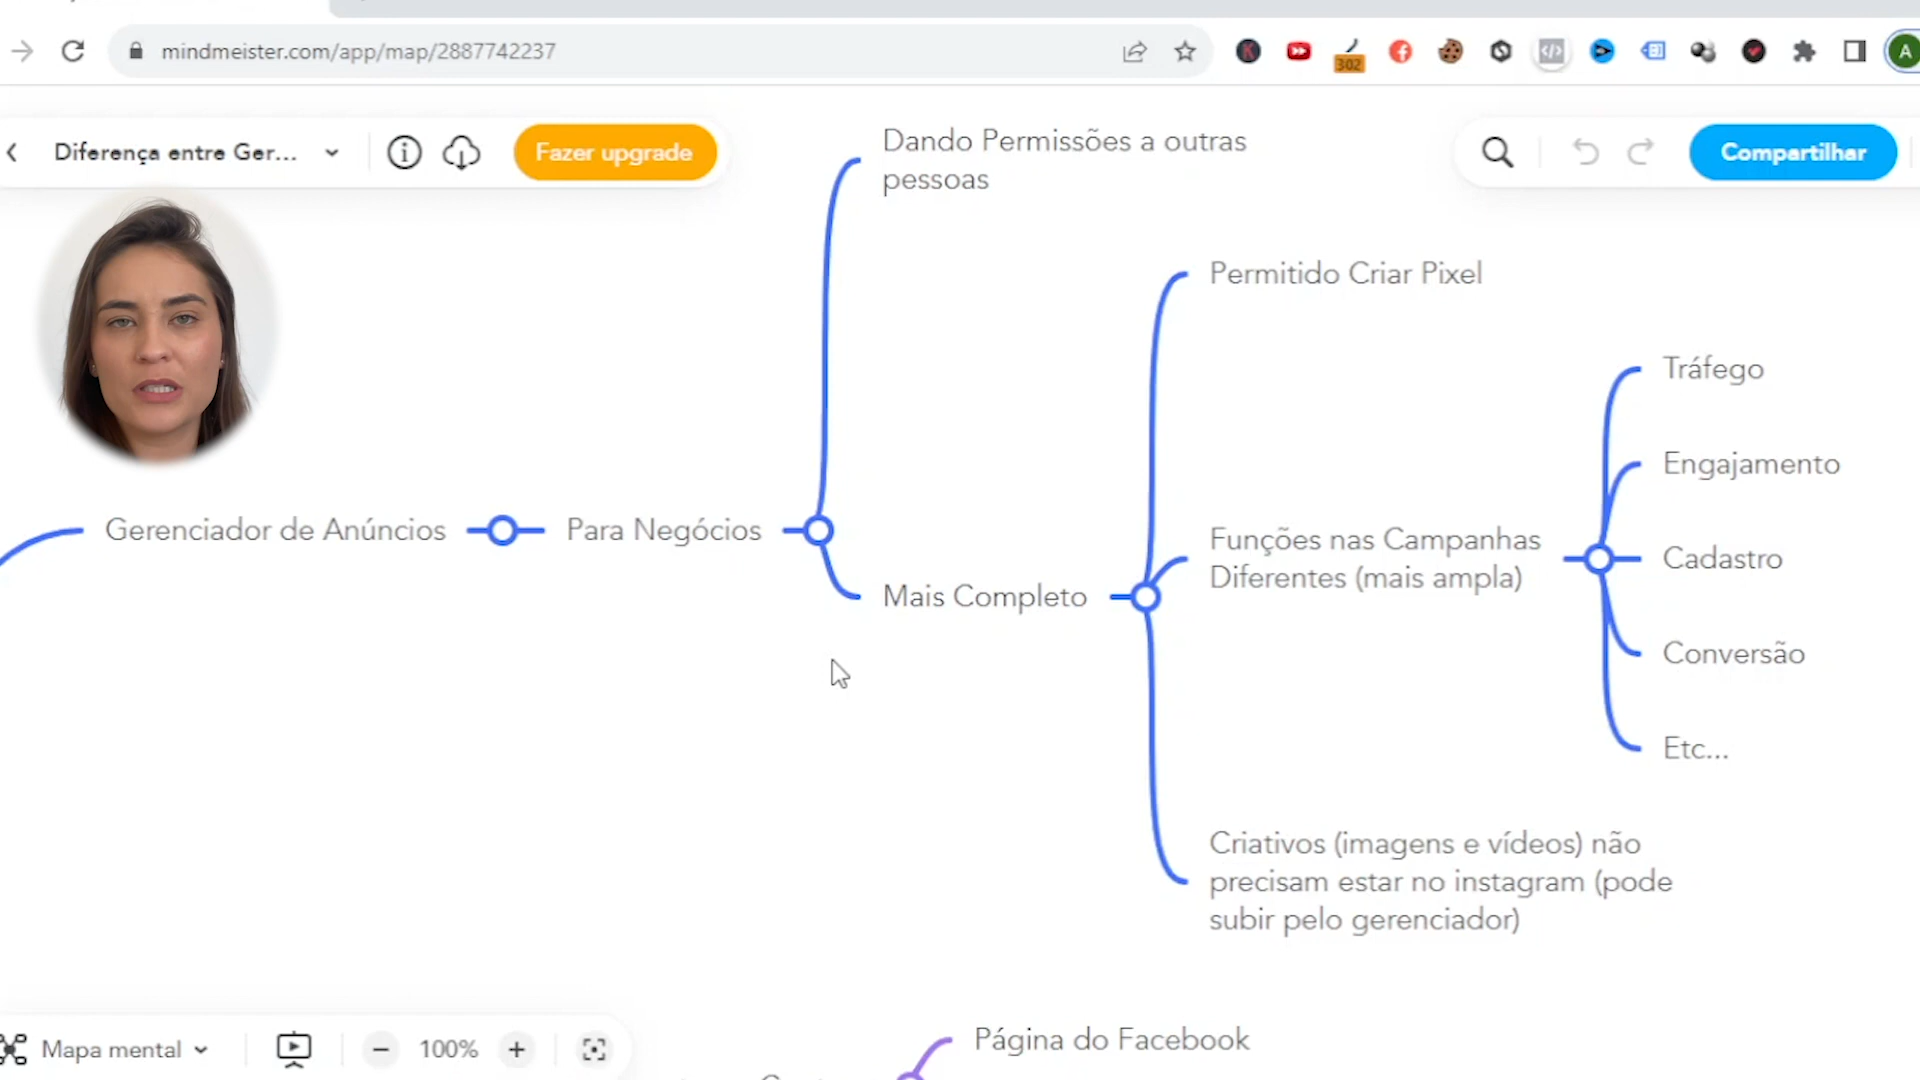 mindmeister.com/app/map/2887742237
302
A
Diferença entre Ger...
Fazer upgrade
Compartilhar
Dando Permissões a outras
pessoas
Permitido Criar Pixel
Tráfego
Engajamento
Gerenciador de Anúncios
Para Negócios
Funções nas Campanhas
Diferentes (mais ampla)
Cadastro
Mais Completo
Conversão
Etc...
Criativos (imagens e vídeos) não
precisam estar no instagram (pode
subir pelo gerenciador)
Mapa mental
100%
Página do Facebook